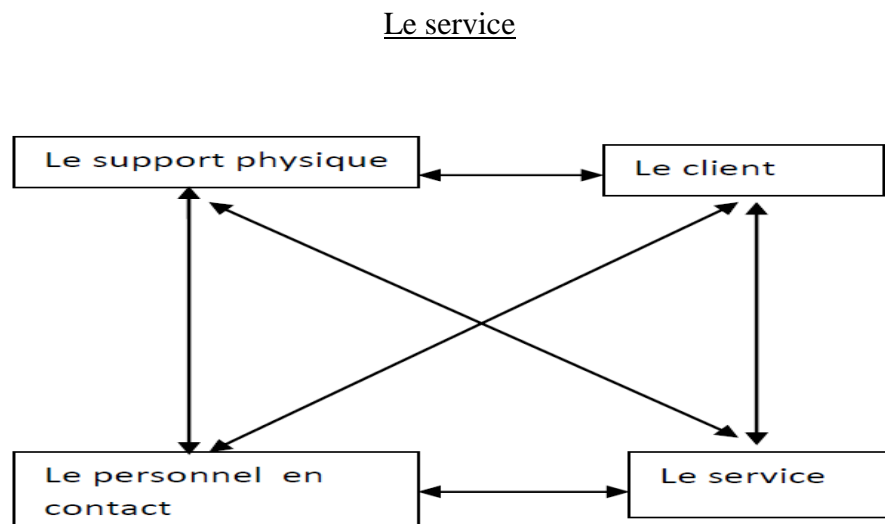 Le service
Le support physique
Le client
Le personnel en
contact
Le service